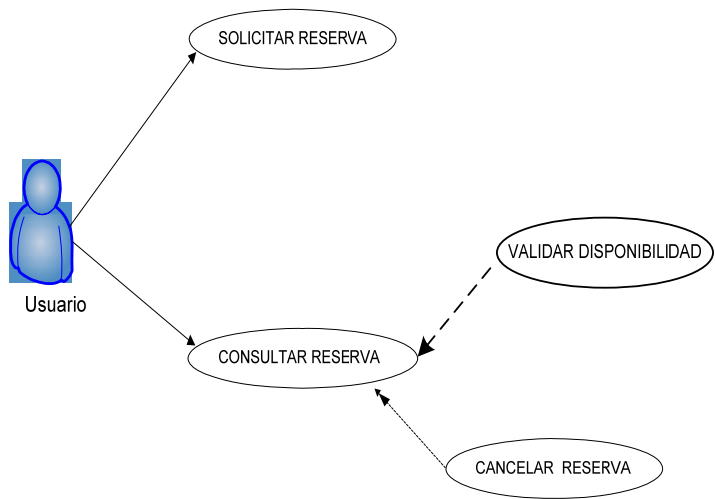 SOLICITAR RESERVA
VALIDAR DISPONIBILIDAD
Usuario
CONSULTAR RESERVA
CANCELAR RESERVA